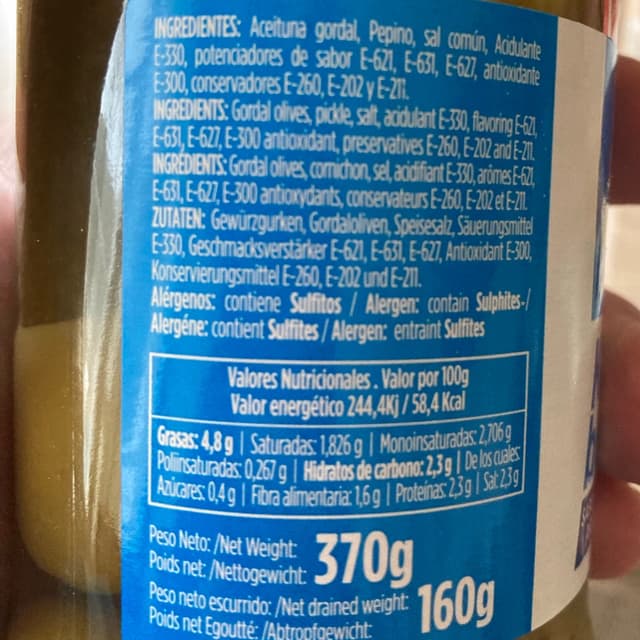 INGREDIENTES: Aceituna gordal, Pepino, sal común, Acidulante
E-330, potenciadores de sabor E-621, E-631, E-627, antioxidante
E-300, conservadores E-260, E-202 y E-211.
INGREDIENTS: Gordal olives, pickle, salt, acidulant E-330, flavoring E-621,
E-631, E-627, E-300 antioxidant, preservatives E-260, E-202 and E-211.
INGRÉDIENTS: Gordal olives, cornichon, sel, acidifiant E-330, arômes E-621,
E-631, E-627, E-300 antioxydants, conservateurs E-260, E-202 et E-211.
ZUTATEN: Gewürzgurken, Gordaloliven, Speisesalz, Säuerungsmittel
E-330, Geschmacksverstärker E-621, E-631, E-627, Antioxidant E-300,
Konservierungsmittel E-260, E-202 und E-211.
Alérgenos: contiene Sulfitos / Alergen: contain Sulphites-/
Alergéne: contient Sulfites / Alergen: entraint Sulfites
Valores Nutricionales . Valor por 100g
Valor energético 244,4Kj / 58,4 Kcal
Grasas: 4,8 g | Saturadas: 1,826 g | Monoinsaturadas: 2,706 g
Poliinsaturadas: 0,267 g | Hidratos de carbono: 2,3 g | De los cuales:
Azúcares: 0,4 g | Fibra alimentaria: 1,6 g | Proteínas: 2,3 g | Sal: 2,3 g
Peso Neto: /Net Weight:
Poids net: /Nettogewicht: 370g
Peso neto escurrido: /Net drained weight:
Poids net Egoutté: /Abtropfgewicht: 160g